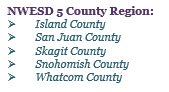 NWESD 5 County Region:
➢ Island County
➢ San Juan County
➢ Skagit County
➢ Snohomish County
➢ Whatcom County